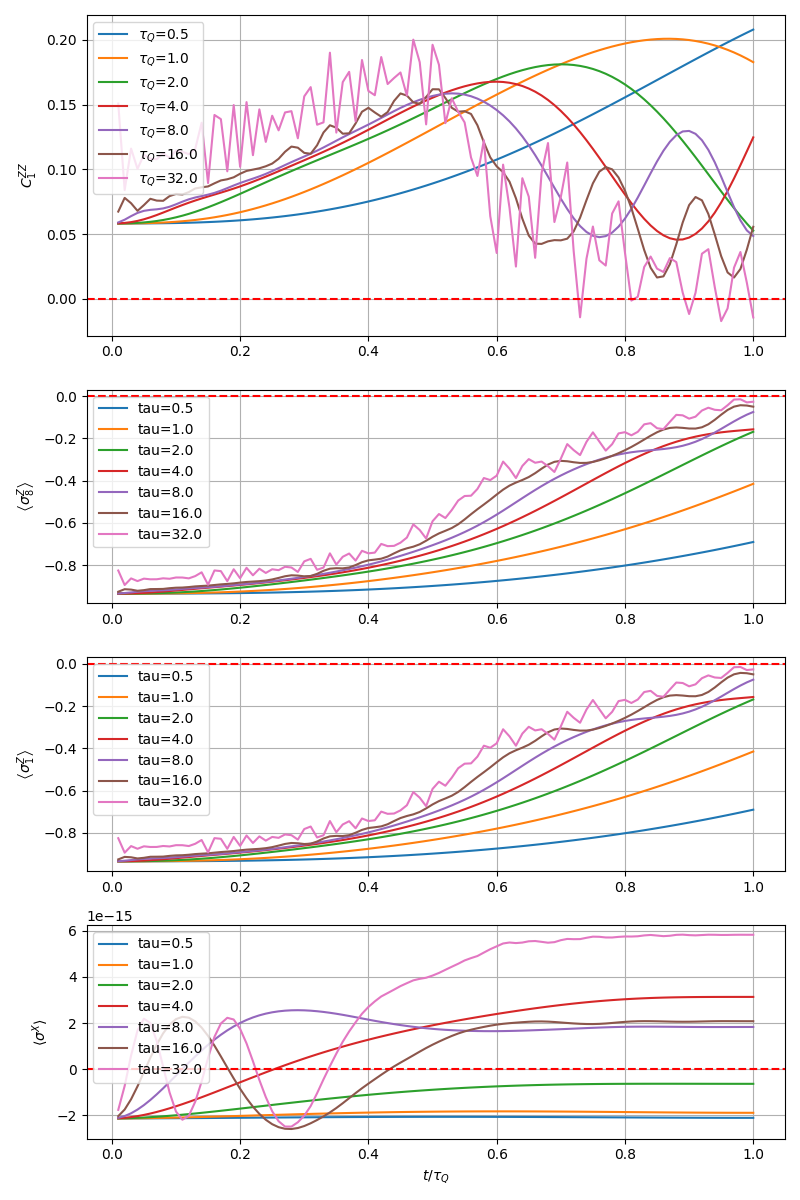 C₁ᶻᶻ
0.20
0.15
0.10
0.05
0.00
τQ=0.5
τQ=1.0
τQ=2.0
τQ=4.0
τQ=8.0
τQ=16.0
τQ=32.0
0.0 0.2 0.4 0.6 0.8 1.0
⟨σ₈ᶻ⟩
0.0
−0.2
−0.4
−0.6
−0.8
tau=0.5
tau=1.0
tau=2.0
tau=4.0
tau=8.0
tau=16.0
tau=32.0
0.0 0.2 0.4 0.6 0.8 1.0
⟨σ₁ᶻ⟩
0.0
−0.2
−0.4
−0.6
−0.8
tau=0.5
tau=1.0
tau=2.0
tau=4.0
tau=8.0
tau=16.0
tau=32.0
0.0 0.2 0.4 0.6 0.8 1.0
1e−15
⟨σˣ⟩
6
4
2
0
−2
tau=0.5
tau=1.0
tau=2.0
tau=4.0
tau=8.0
tau=16.0
tau=32.0
0.0 0.2 0.4 0.6 0.8 1.0
t/τQ